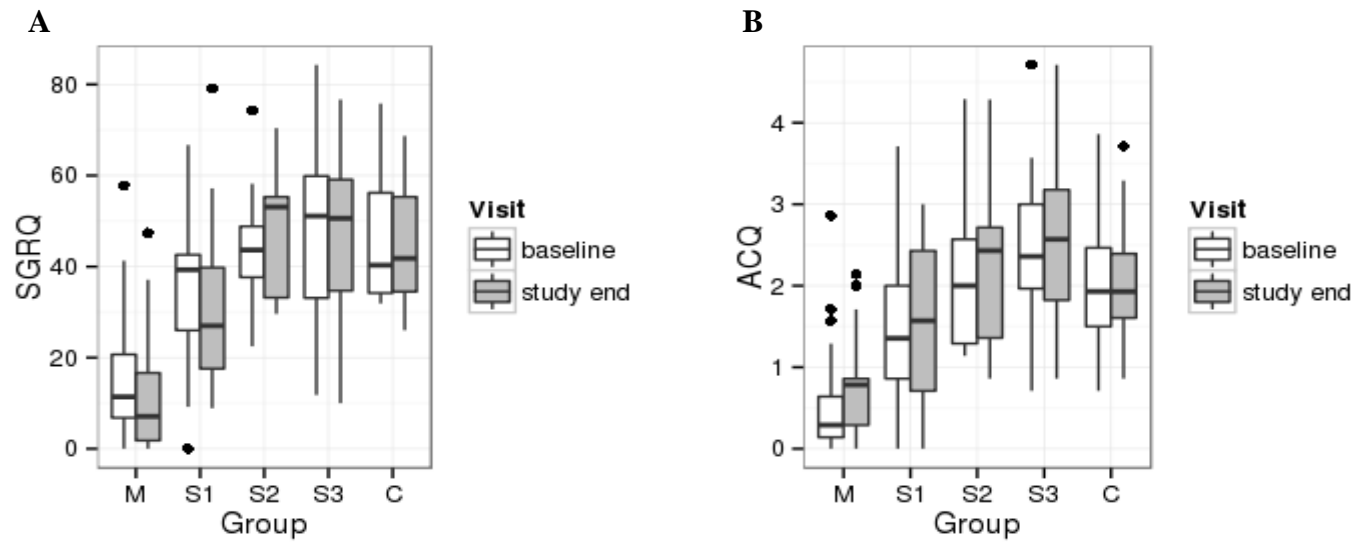 A
SGRQ
80
60
40
20
0
M S1 S2 S3 C
Group
Visit
baseline
study end
B
ACQ
4
3
2
1
0
M S1 S2 S3 C
Group
Visit
baseline
study end